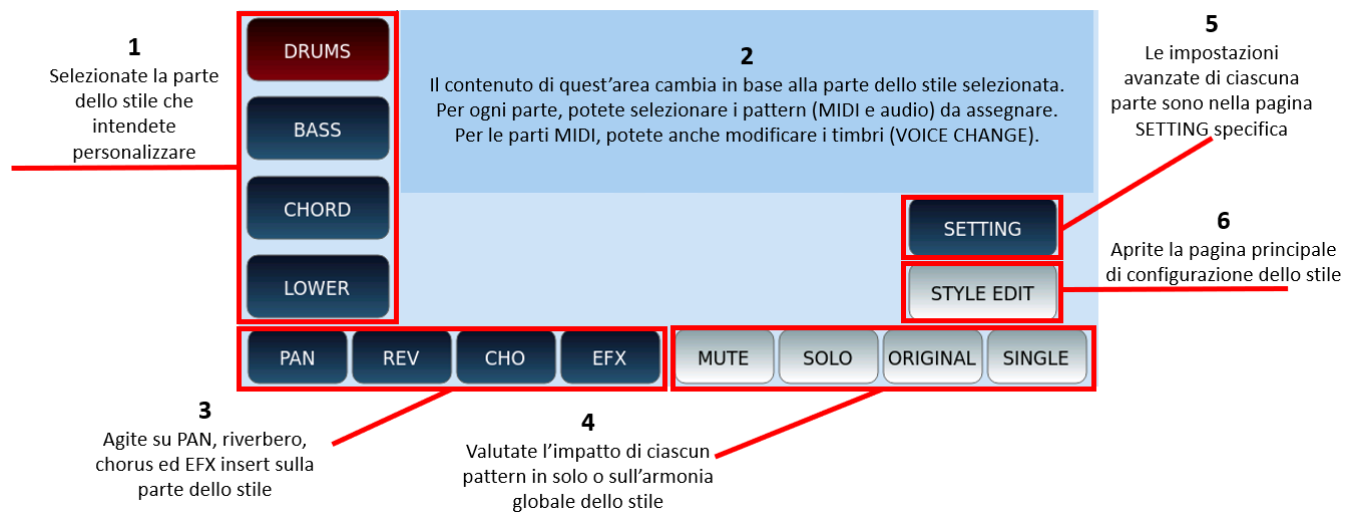 1
Selezionate la parte
dello stile che
intendete
personalizzare
DRUMS
BASS
CHORD
LOWER
2
Il contenuto di quest'area cambia in base alla parte dello stile selezionata.
Per ogni parte, potete selezionare i pattern (MIDI e audio) da assegnare.
Per le parti MIDI, potete anche modificare i timbri (VOICE CHANGE).
5
Le impostazioni
avanzate di ciascuna
parte sono nella pagina
SETTING specifica
SETTING
STYLE EDIT
6
Aprite la pagina principale
di configurazione dello stile
PAN REV CHO EFX MUTE SOLO ORIGINAL SINGLE
3
Agite su PAN, riverbero,
chorus ed EFX insert sulla
parte dello stile
4
Valutate l'impatto di ciascun
pattern in solo o sull'armonia
globale dello stile